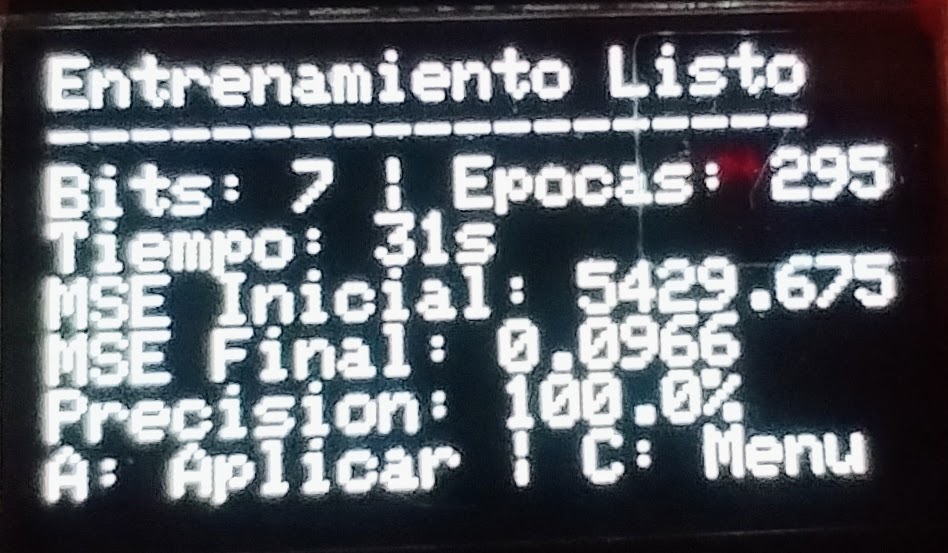 Entrenamiento Listo
--------------------
Bits: 7 | Epocas: 295
Tiempo: 31s
MSE Inicial: 5429.675
MSE Final: 0.0966
Precision: 100.0%
A: Aplicar | C: Menu